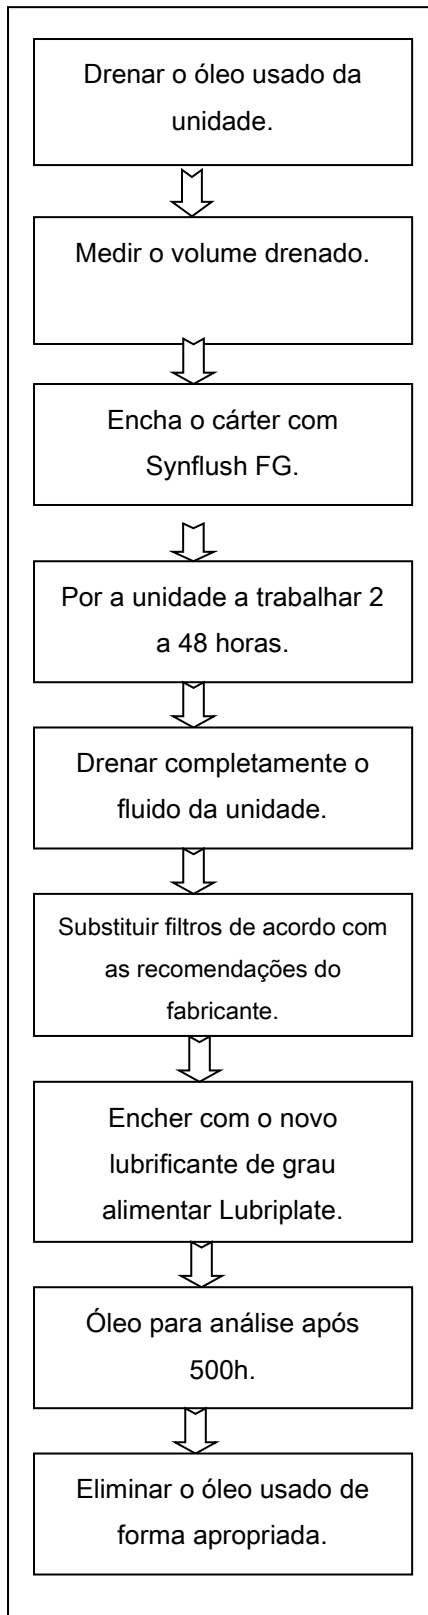 Drenar o óleo usado da
unidade.
Medir o volume drenado.
Encha o cárter com
Synflush FG.
Por a unidade a trabalhar 2
a 48 horas.
Drenar completamente o
fluido da unidade.
Substituir filtros de acordo com
as recomendações do
fabricante.
Encher com o novo
lubrificante de grau
alimentar Lubriplate.
Óleo para análise após
500h.
Eliminar o óleo usado de
forma apropriada.